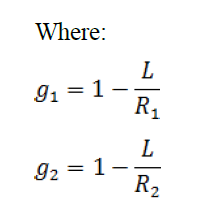 Where:
g₁ = 1 − L/R₁
g₂ = 1 − L/R₂